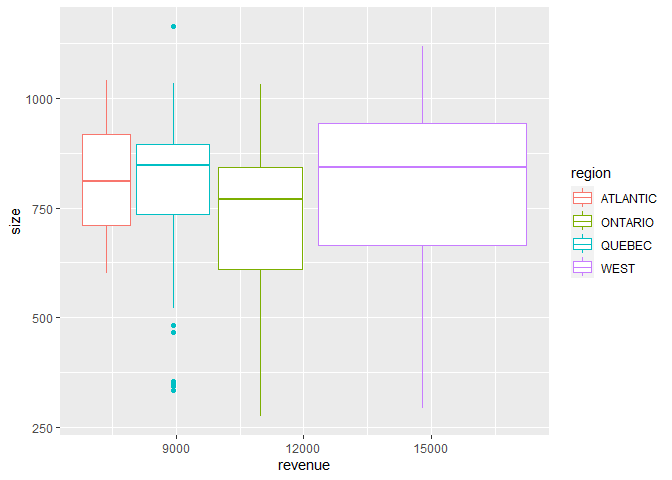 1000
750
500
250
size
9000
12000
15000
revenue
region
ATLANTIC
ONTARIO
QUEBEC
WEST